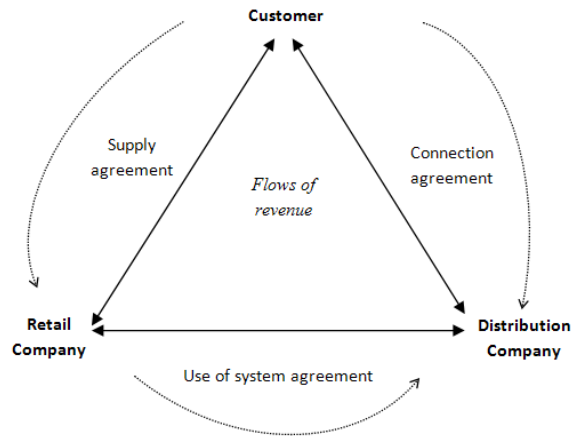 Customer
Supply
agreement
Connection
agreement
Flows of
revenue
Retail
Company
Distribution
Company
Use of system agreement